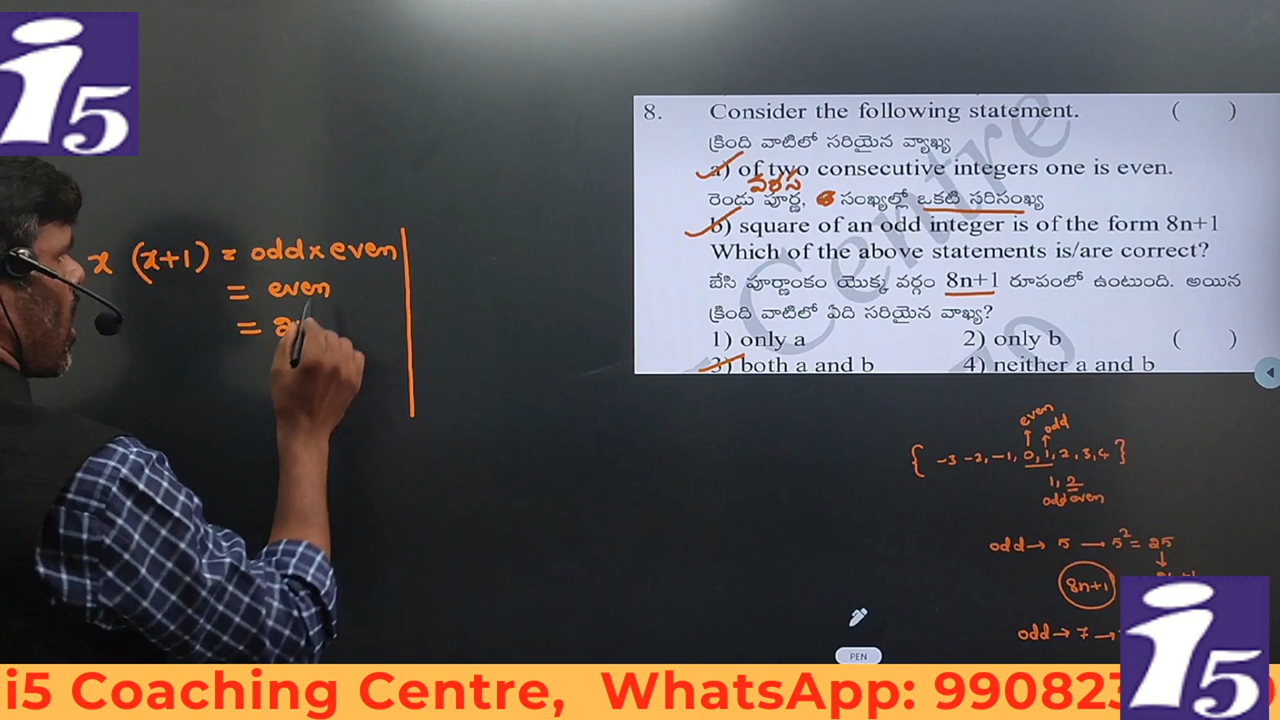 i5
8. Consider the following statement. ( )
క్రింది వాటిలో సరియైన వ్యాఖ్య
a) of two consecutive integers one is even.
వరస
రెండు పూర్ణ, సంఖ్యల్లో ఒకటి సరిసంఖ్య
b) square of an odd integer is of the form 8n+1
Which of the above statements is/are correct?
బేసి పూర్ణాంకం యొక్క వర్గం 8n+1 రూపంలో ఉంటుంది. అయిన
క్రింది వాటిలో ఏది సరియైన వాఖ్య?
1) only a 2) only b ( )
3) both a and b 4) neither a and b
x (x+1) = odd x even
= even
= 2
even
odd
{ -3 -2, -1, 0, 1, 2, 3, 4 }
1, 2
odd even
odd → 5 — 5² = 25
↓
8n+1
odd → 7 →
PEN
i5
i5 Coaching Centre, WhatsApp: 99082